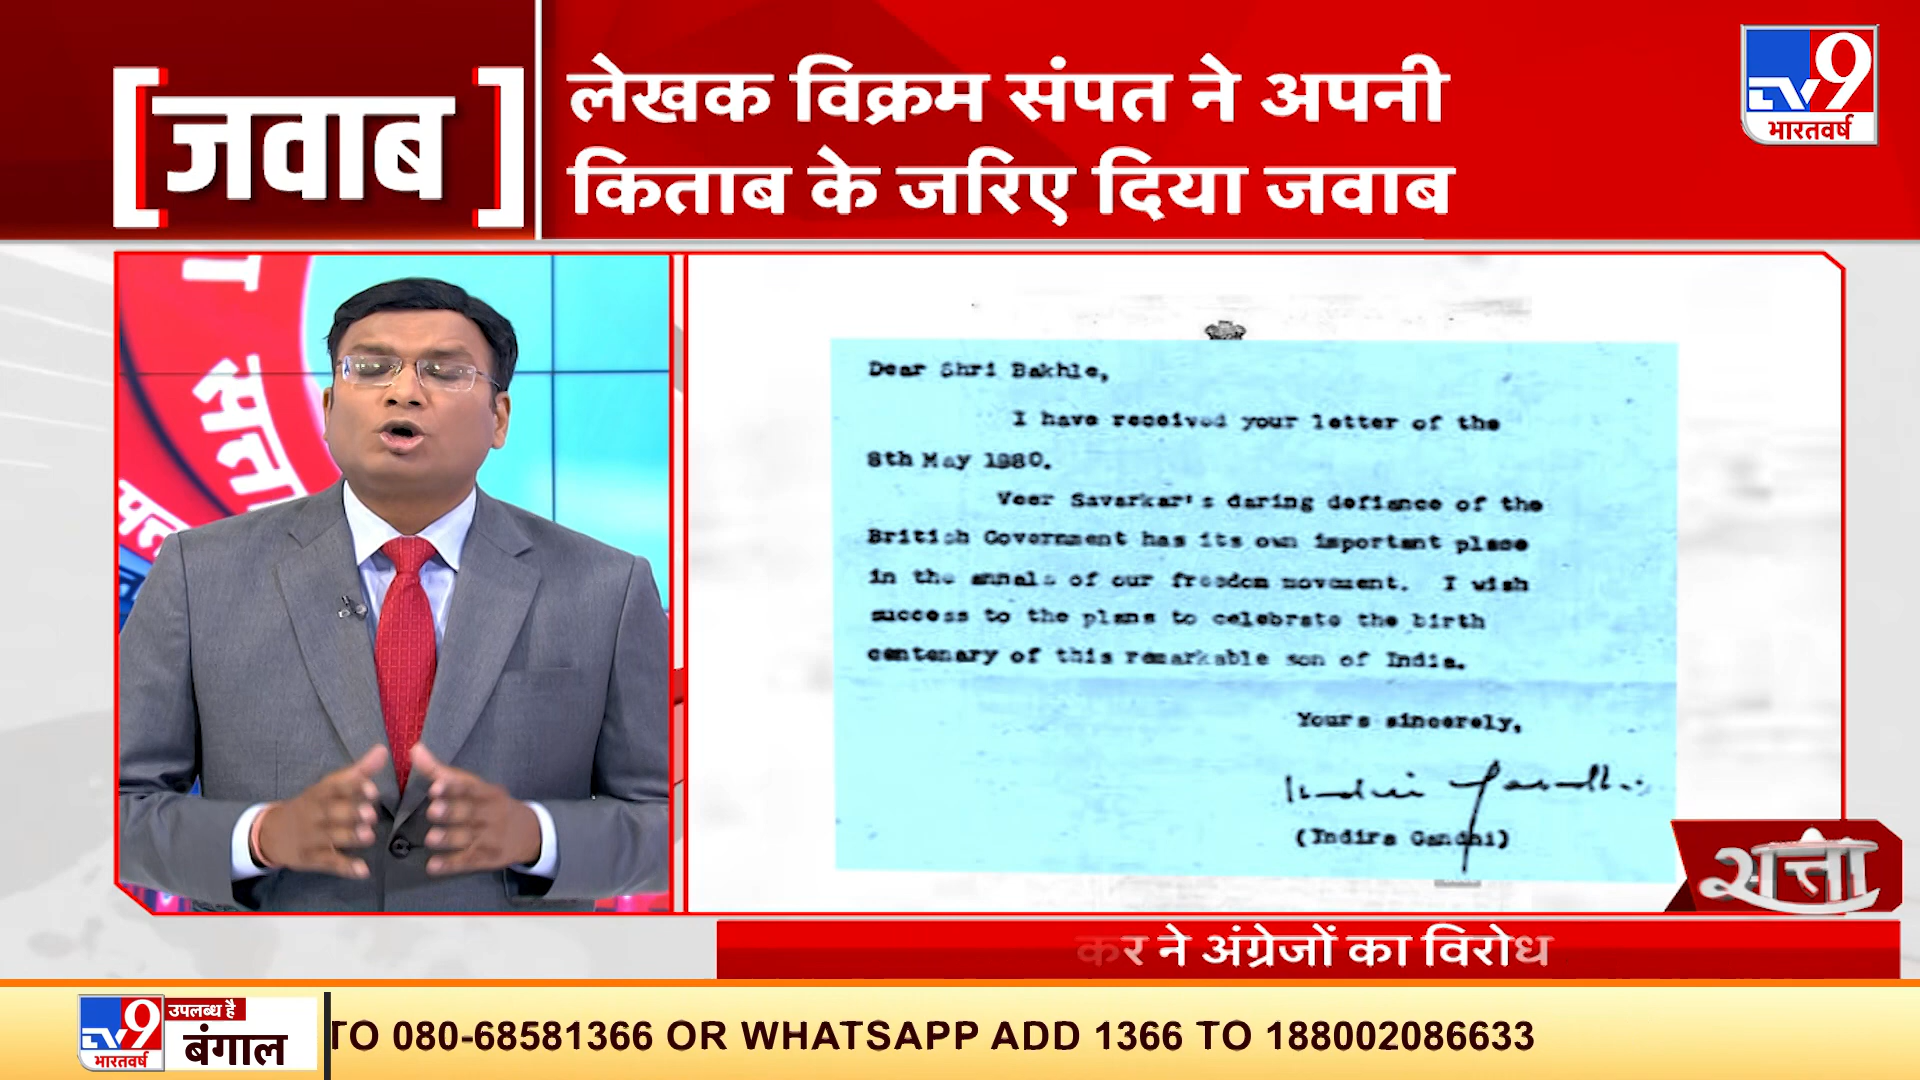 [जवाब]
लेखक विक्रम संपत ने अपनी
किताब के जरिए दिया जवाब
TV9
भारतवर्ष
Dear Shri Bakhle,
I have received your letter of the
8th May 1980.
Veer Savarkar's daring defiance of the
British Government has its own important place
in the annals of our freedom movement. I wish
success to the plans to celebrate the birth
centenary of this remarkable son of India.
Yours sincerely,
Indira Gandhi
(Indira Gandhi)
सत्ता
कर ने अंग्रेजों का विरोध
TV9
भारतवर्ष
उपलब्ध है
बंगाल
TO 080-68581366 OR WHATSAPP ADD 1366 TO 188002086633